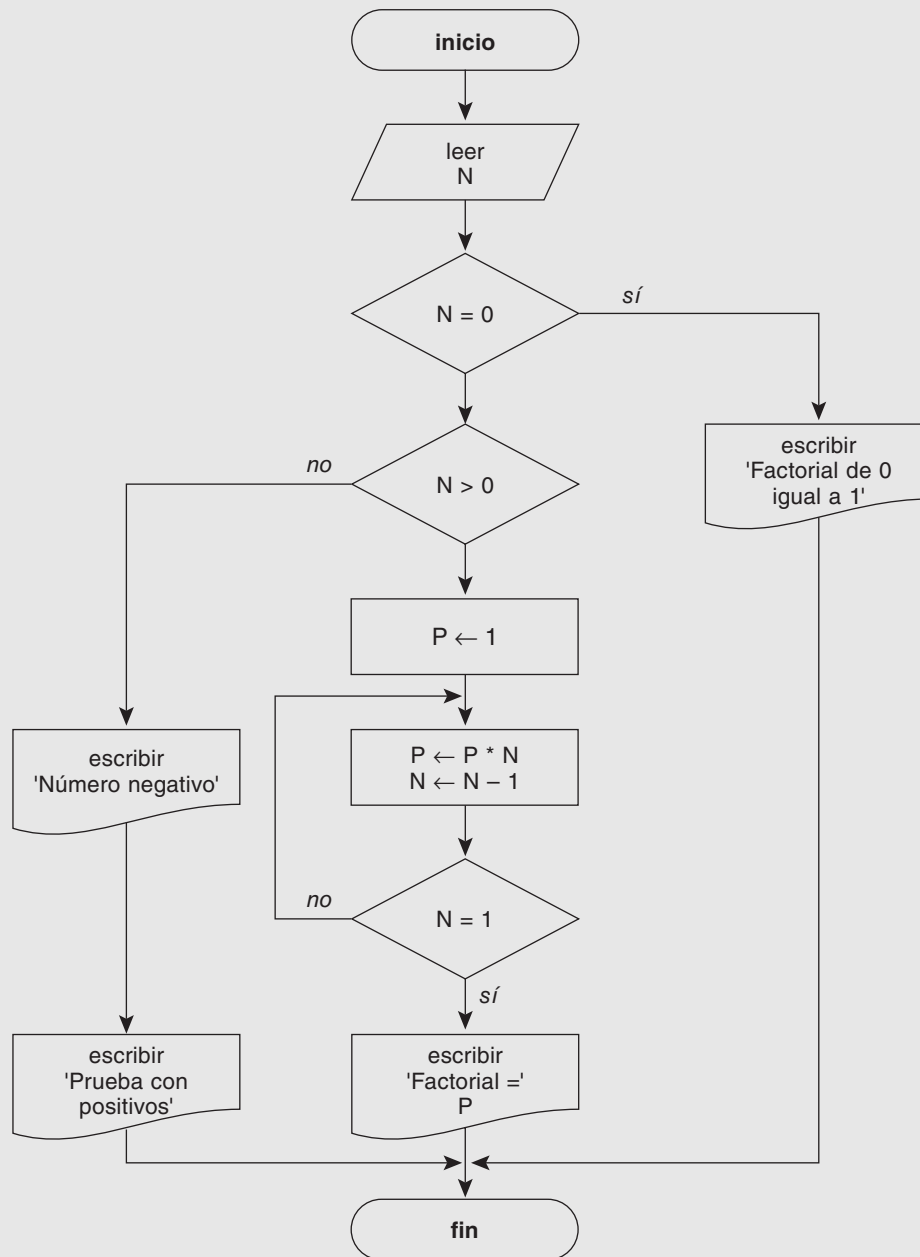 inicio
leer
N
N = 0
sí
escribir
'Factorial de 0
igual a 1'
no
N > 0
P ← 1
escribir
'Número negativo'
P ← P * N
N ← N – 1
no
N = 1
sí
escribir
'Prueba con
positivos'
escribir
'Factorial ='
P
fin